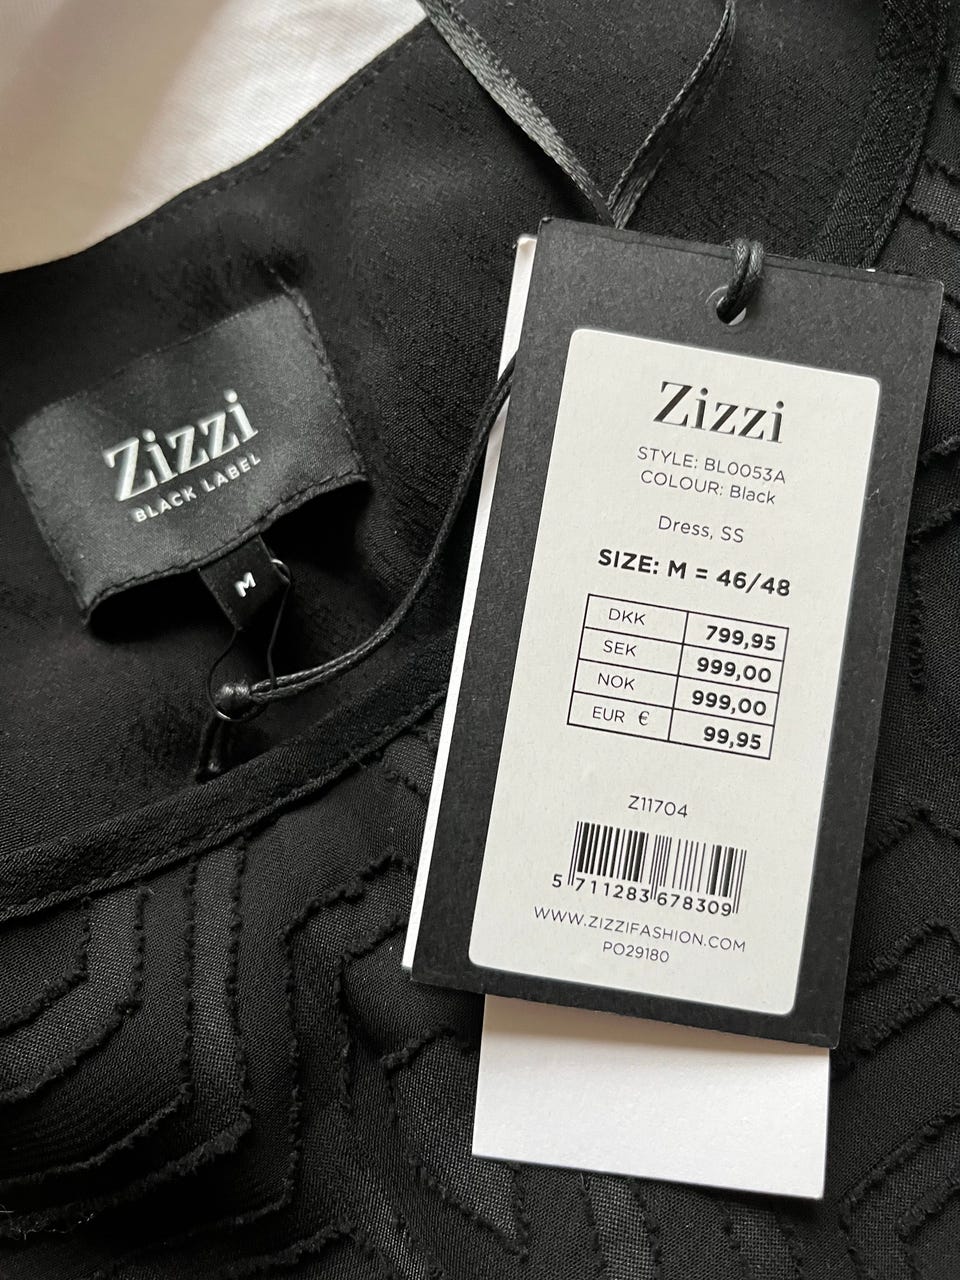 Zizzi
BLACK LABEL
M
Zizzi
STYLE: BL0053A
COLOUR: Black
Dress, SS
SIZE: M = 46/48
DKK 799,95
SEK 999,00
NOK 999,00
EUR € 99,95
Z11704
5 711283 678309
WWW.ZIZZIFASHION.COM
PO29180